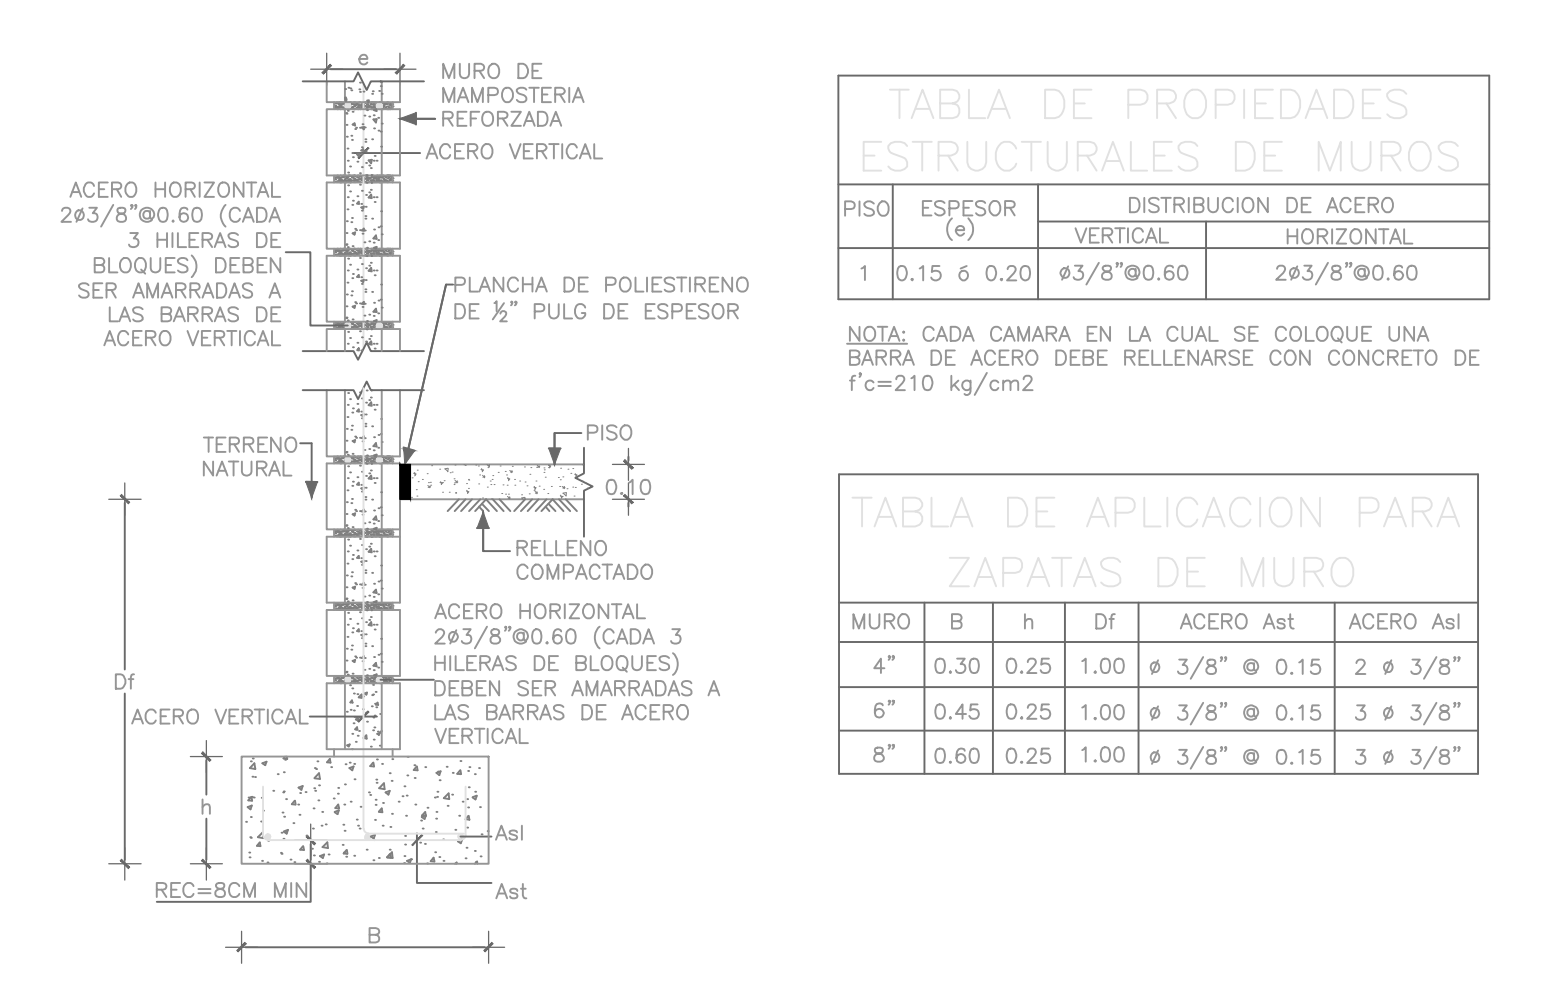 e
MURO DE
MAMPOSTERIA
REFORZADA
ACERO VERTICAL
ACERO HORIZONTAL
2ø3/8"@0.60 (CADA
3 HILERAS DE
BLOQUES) DEBEN
SER AMARRADAS A
LAS BARRAS DE
ACERO VERTICAL
PLANCHA DE POLIESTIRENO
DE ½" PULG DE ESPESOR
TERRENO
NATURAL
PISO
0.10
RELLENO
COMPACTADO
ACERO HORIZONTAL
2ø3/8"@0.60 (CADA 3
HILERAS DE BLOQUES)
DEBEN SER AMARRADAS A
LAS BARRAS DE ACERO
VERTICAL
Df
ACERO VERTICAL
h
Asl
REC=8CM MIN
Ast
B
TABLA DE PROPIEDADES
ESTRUCTURALES DE MUROS
PISO ESPESOR (e) DISTRIBUCION DE ACERO
VERTICAL HORIZONTAL
1 0.15 ó 0.20 ø3/8"@0.60 2ø3/8"@0.60
NOTA: CADA CAMARA EN LA CUAL SE COLOQUE UNA
BARRA DE ACERO DEBE RELLENARSE CON CONCRETO DE
f'c=210 kg/cm2
TABLA DE APLICACION PARA
ZAPATAS DE MURO
MURO B h Df ACERO Ast ACERO Asl
4" 0.30 0.25 1.00 ø 3/8" @ 0.15 2 ø 3/8"
6" 0.45 0.25 1.00 ø 3/8" @ 0.15 3 ø 3/8"
8" 0.60 0.25 1.00 ø 3/8" @ 0.15 3 ø 3/8"